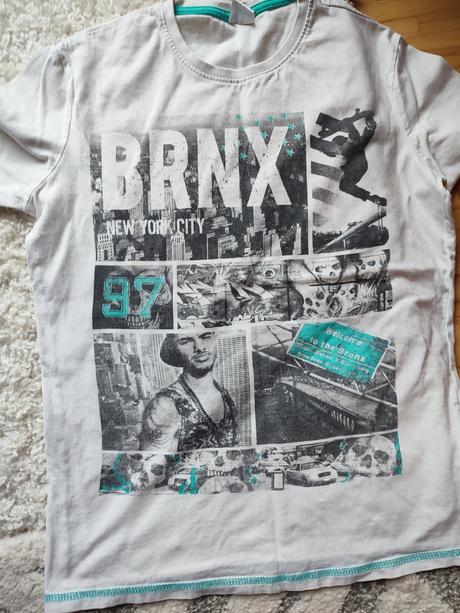 BRNX
NEW YORK CITY
97
Welcome
to the Bronx